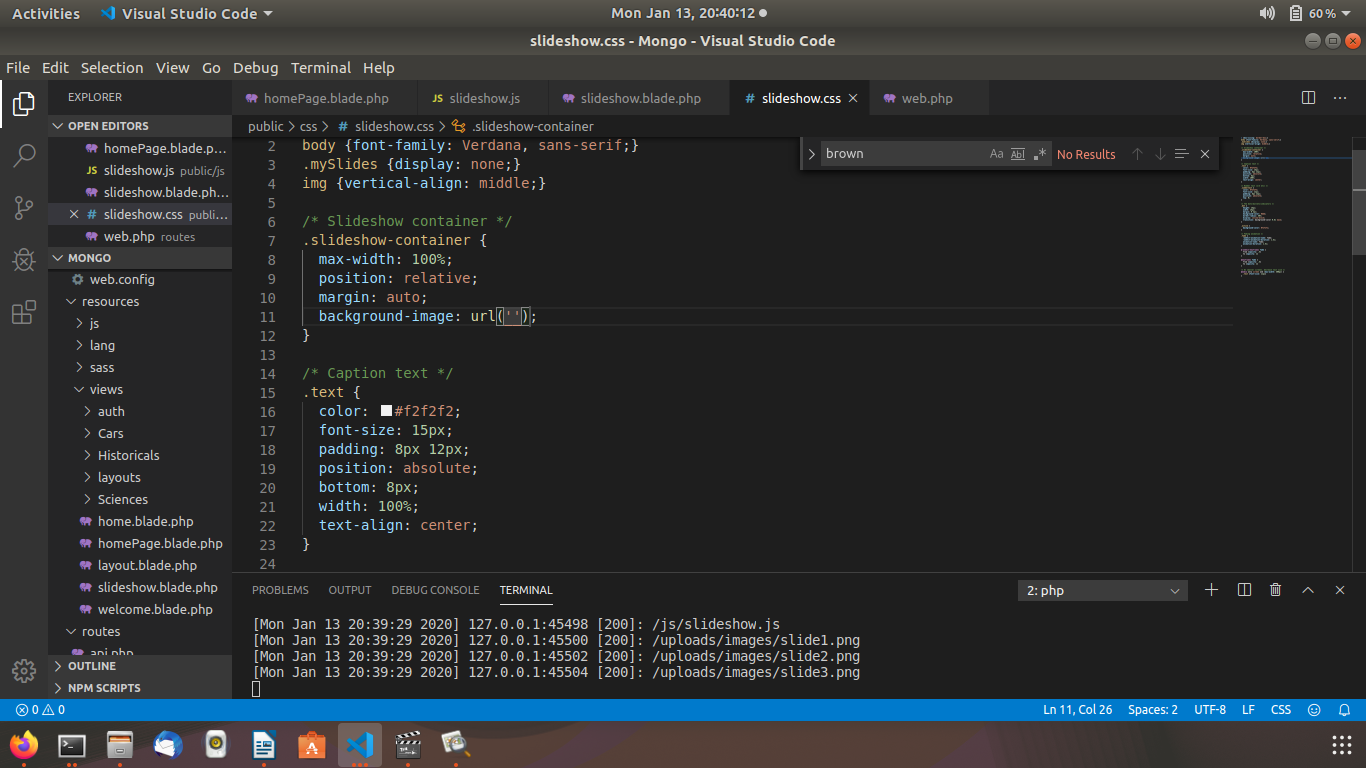 Activities Visual Studio Code Mon Jan 13, 20:40:12 60 %
slideshow.css - Mongo - Visual Studio Code
File Edit Selection View Go Debug Terminal Help
EXPLORER
OPEN EDITORS
homePage.blade.p...
slideshow.js public/js
slideshow.blade.ph...
slideshow.css publi...
web.php routes
MONGO
web.config
resources
js
lang
sass
views
auth
Cars
Historicals
layouts
Sciences
home.blade.php
homePage.blade.php
layout.blade.php
slideshow.blade.php
welcome.blade.php
routes
api.php
OUTLINE
NPM SCRIPTS
homePage.blade.php JS slideshow.js slideshow.blade.php # slideshow.css web.php
public > css > # slideshow.css > .slideshow-container
brown Aa Abl .* No Results
2 body {font-family: Verdana, sans-serif;}
3 .mySlides {display: none;}
4 img {vertical-align: middle;}
5
6 /* Slideshow container */
7 .slideshow-container {
8 max-width: 100%;
9 position: relative;
10 margin: auto;
11 background-image: url('');
12 }
13
14 /* Caption text */
15 .text {
16 color: #f2f2f2;
17 font-size: 15px;
18 padding: 8px 12px;
19 position: absolute;
20 bottom: 8px;
21 width: 100%;
22 text-align: center;
23 }
24
PROBLEMS OUTPUT DEBUG CONSOLE TERMINAL 2: php
[Mon Jan 13 20:39:29 2020] 127.0.0.1:45498 [200]: /js/slideshow.js
[Mon Jan 13 20:39:29 2020] 127.0.0.1:45500 [200]: /uploads/images/slide1.png
[Mon Jan 13 20:39:29 2020] 127.0.0.1:45502 [200]: /uploads/images/slide2.png
[Mon Jan 13 20:39:29 2020] 127.0.0.1:45504 [200]: /uploads/images/slide3.png
0 0 Ln 11, Col 26 Spaces: 2 UTF-8 LF CSS